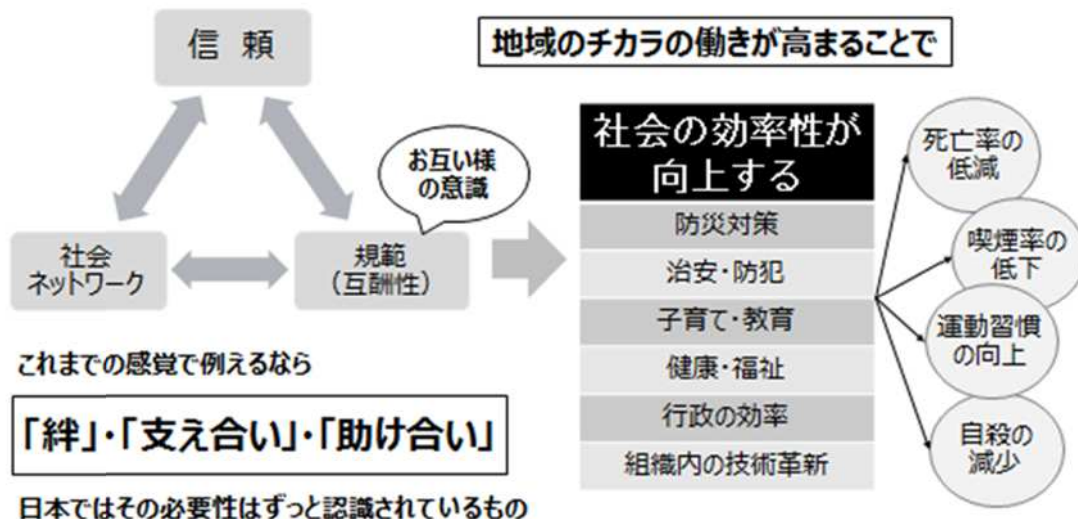 信 頼
お互い様
の意識
社会
ネットワーク
規範
（互酬性）
これまでの感覚で例えるなら
「絆」・「支え合い」・「助け合い」
日本ではその必要性はずっと認識されているもの
地域のチカラの働きが高まることで
社会の効率性が
向上する
防災対策
治安・防犯
子育て・教育
健康・福祉
行政の効率
組織内の技術革新
死亡率の
低減
喫煙率の
低下
運動習慣
の向上
自殺の
減少